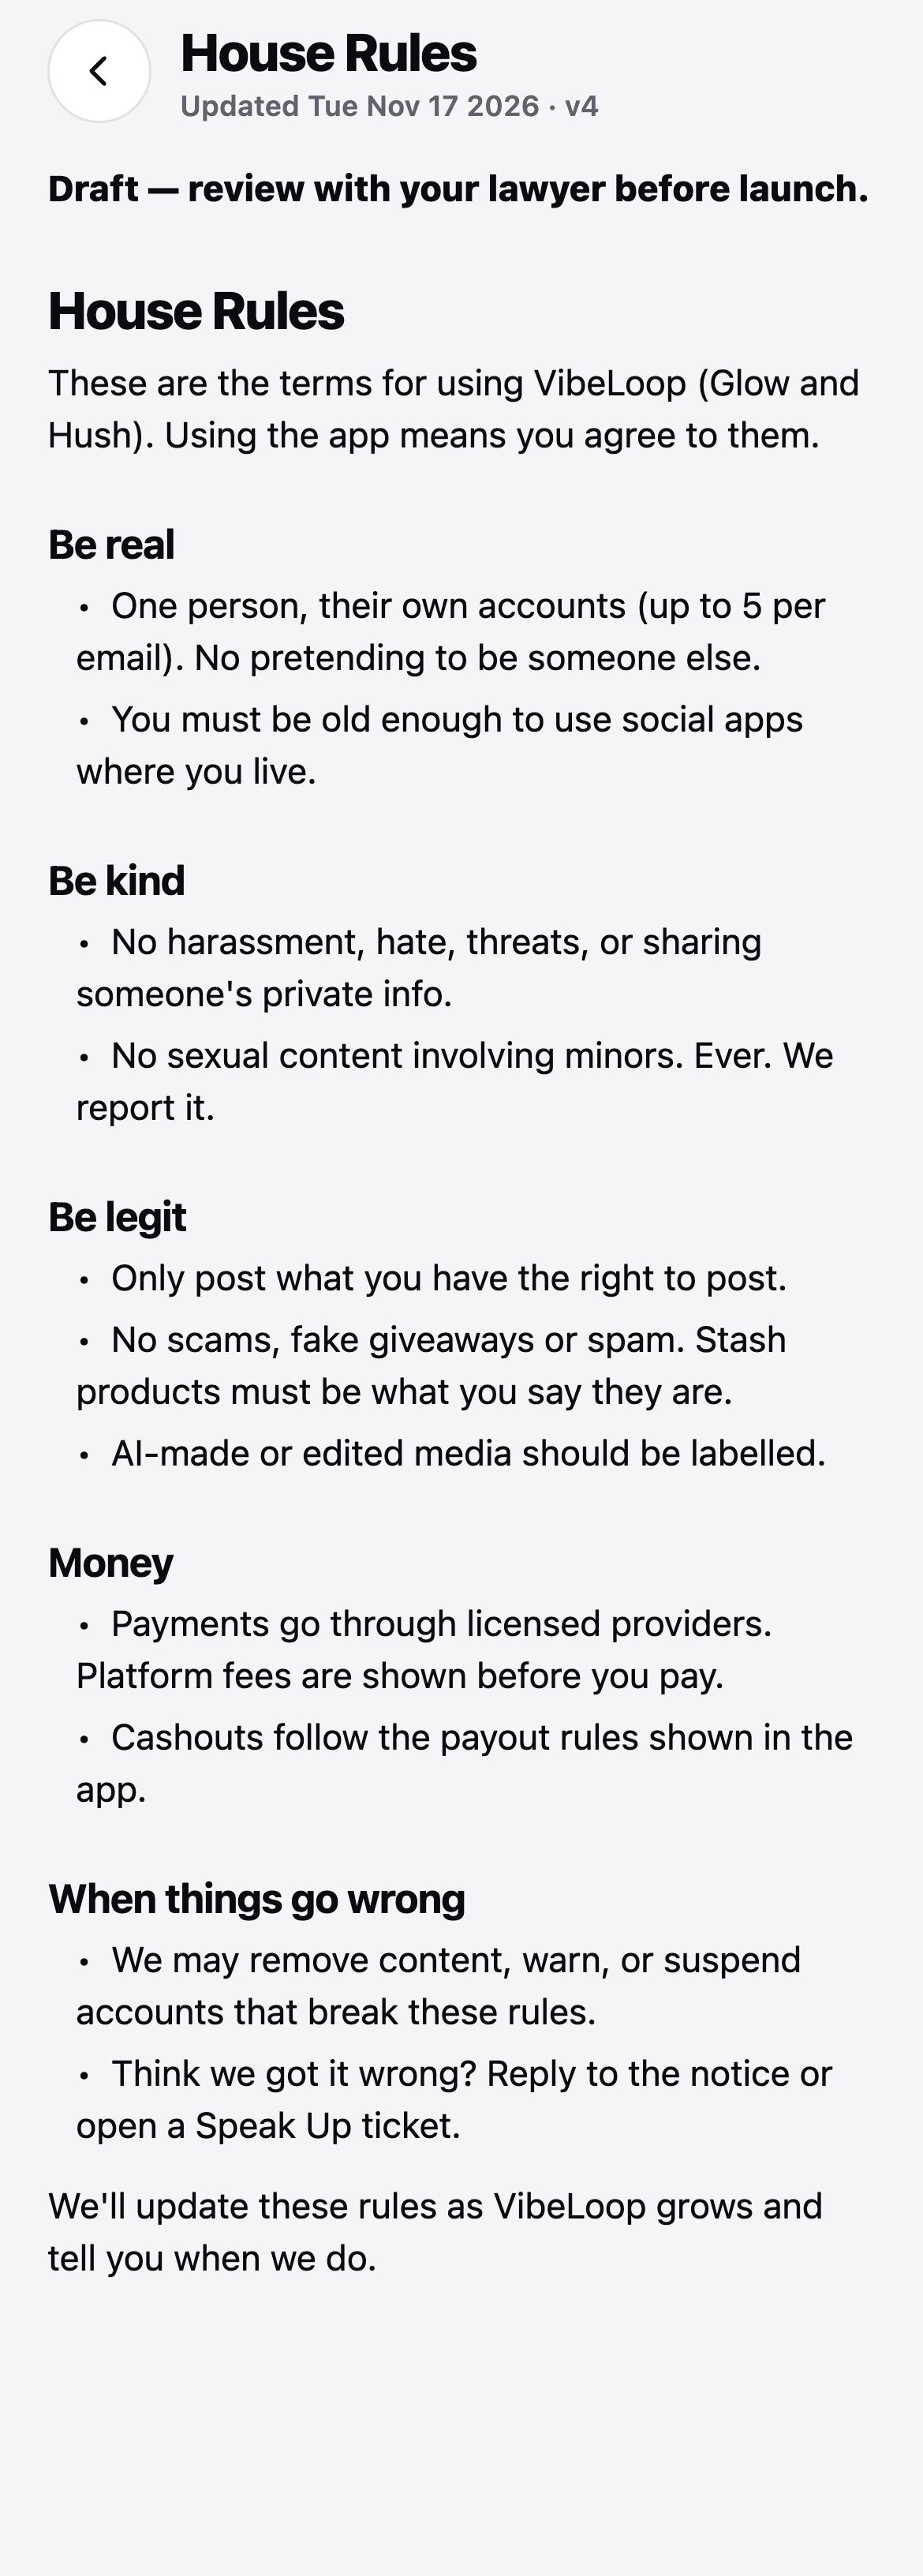 House Rules
Updated Tue Nov 17 2026 · v4
Draft — review with your lawyer before launch.
House Rules
These are the terms for using VibeLoop (Glow and
Hush). Using the app means you agree to them.
Be real
• One person, their own accounts (up to 5 per
email). No pretending to be someone else.
• You must be old enough to use social apps
where you live.
Be kind
• No harassment, hate, threats, or sharing
someone's private info.
• No sexual content involving minors. Ever. We
report it.
Be legit
• Only post what you have the right to post.
• No scams, fake giveaways or spam. Stash
products must be what you say they are.
• AI-made or edited media should be labelled.
Money
• Payments go through licensed providers.
Platform fees are shown before you pay.
• Cashouts follow the payout rules shown in the
app.
When things go wrong
• We may remove content, warn, or suspend
accounts that break these rules.
• Think we got it wrong? Reply to the notice or
open a Speak Up ticket.
We'll update these rules as VibeLoop grows and
tell you when we do.